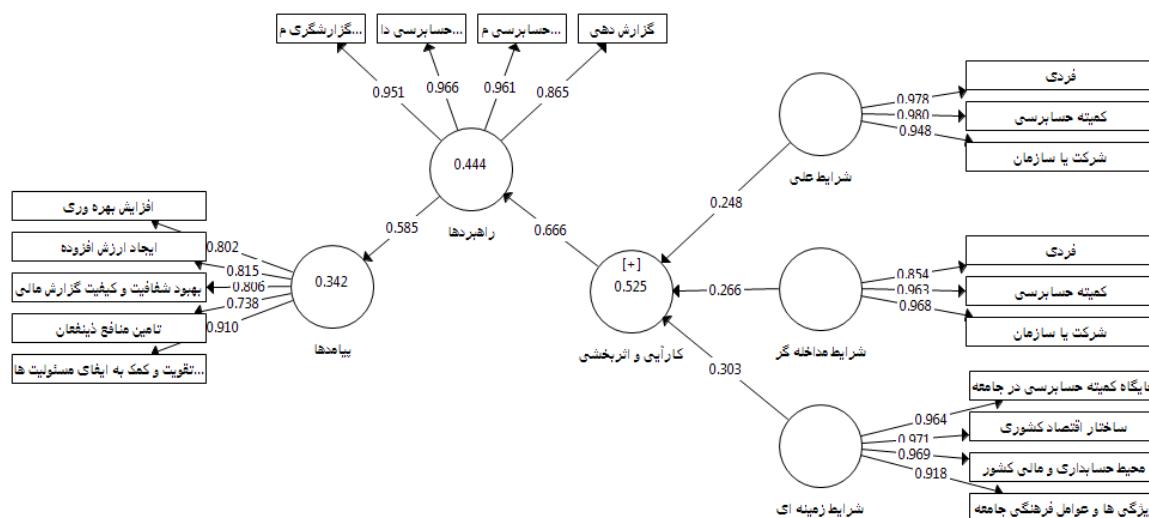 گزارشگری م...
حسابرسی دا...
حسابرسی م...
گزارش دهی
0.951
0.966
0.961
0.865
0.444
راهبردها
فردی
کمیته حسابرسی
شرکت یا سازمان
0.978
0.980
0.948
شرایط علی
0.248
افزایش بهره وری
ایجاد ارزش افزوده
بهبود شفافیت و کیفیت گزارش مالی
تامین منافع ذینفعان
تقویت و کمک به ایفای مسئولیت ها...
0.802
0.815
0.806
0.738
0.910
0.342
پیامدها
0.585
0.666
[+]
0.525
کارآیی و اثربخشی
0.266
فردی
کمیته حسابرسی
شرکت یا سازمان
0.854
0.963
0.968
شرایط مداخله گر
0.303
جایگاه کمیته حسابرسی در جامعه
ساختار اقتصاد کشوری
محیط حسابداری و مالی کشور
ویژگی ها و عوامل فرهنگی جامعه
0.964
0.971
0.969
0.918
شرایط زمینه ای